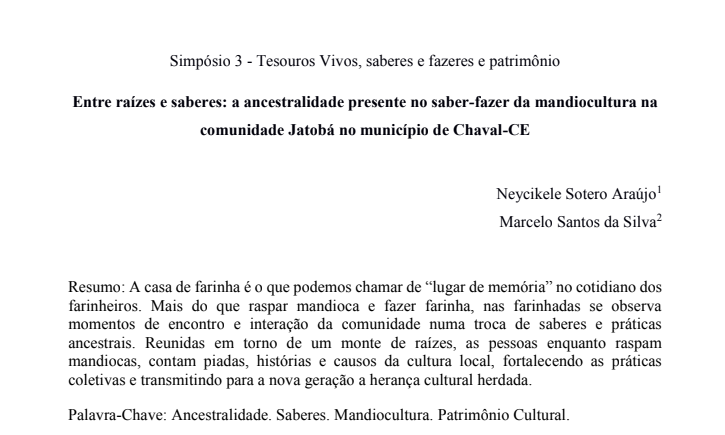 Simpósio 3 - Tesouros Vivos, saberes e fazeres e patrimônio
Entre raízes e saberes: a ancestralidade presente no saber-fazer da mandiocultura na
comunidade Jatobá no município de Chaval-CE
Neycikele Sotero Araújo¹
Marcelo Santos da Silva²
Resumo: A casa de farinha é o que podemos chamar de “lugar de memória” no cotidiano dos
farinheiros. Mais do que raspar mandioca e fazer farinha, nas farinhadas se observa
momentos de encontro e interação da comunidade numa troca de saberes e práticas
ancestrais. Reunidas em torno de um monte de raízes, as pessoas enquanto raspam
mandiocas, contam piadas, histórias e causos da cultura local, fortalecendo as práticas
coletivas e transmitindo para a nova geração a herança cultural herdada.
Palavra-Chave: Ancestralidade. Saberes. Mandiocultura. Patrimônio Cultural.